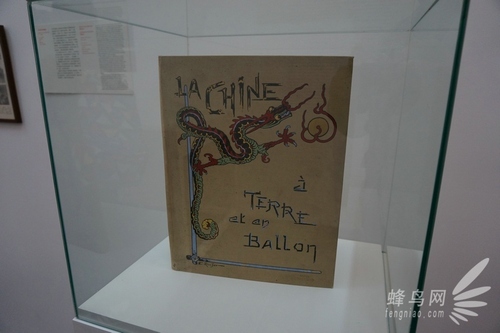 LA CHINE
à
TERRE
et en
BALLON
蜂鸟网
fengniao.com